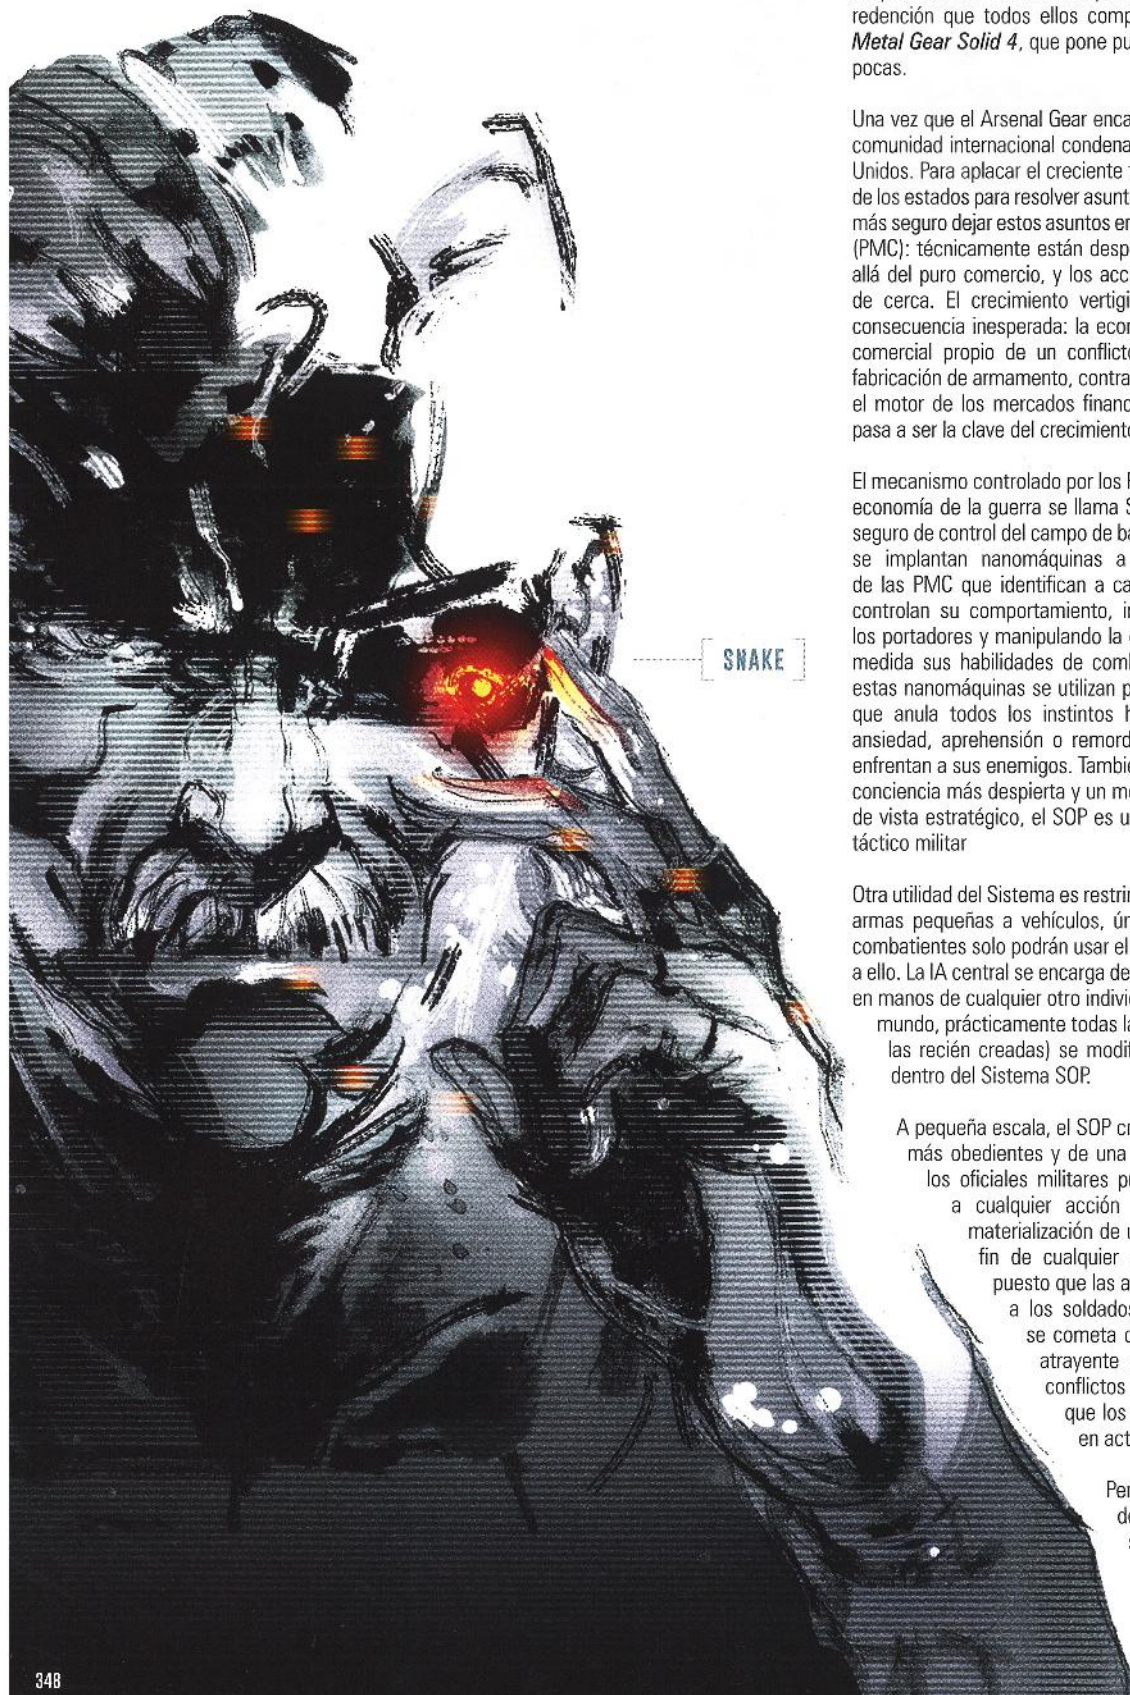 redención que todos ellos comp
Metal Gear Solid 4, que pone pu
pocas.
Una vez que el Arsenal Gear enca
comunidad internacional condena
Unidos. Para aplacar el creciente
de los estados para resolver asunt
más seguro dejar estos asuntos en
(PMC): técnicamente están desp
allá del puro comercio, y los acc
de cerca. El crecimiento vertigi
consecuencia inesperada: la econ
comercial propio de un conflicto
fabricación de armamento, contra
el motor de los mercados financ
pasa a ser la clave del crecimiento
El mecanismo controlado por los
economía de la guerra se llama S
seguro de control del campo de ba
se implantan nanomáquinas a
de las PMC que identifican a ca
controlan su comportamiento, in
los portadores y manipulando la
medida sus habilidades de comb
estas nanomáquinas se utilizan p
que anula todos los instintos h
ansiedad, aprehensión o remord
enfrentan a sus enemigos. Tambié
conciencia más despierta y un me
de vista estratégico, el SOP es u
táctico militar
Otra utilidad del Sistema es restrin
armas pequeñas a vehículos, ún
combatientes solo podrán usar el
a ello. La IA central se encarga de
en manos de cualquier otro individ
mundo, prácticamente todas la
las recién creadas) se modif
dentro del Sistema SOP.
A pequeña escala, el SOP cr
más obedientes y de una
los oficiales militares pu
a cualquier acción
materialización de u
fin de cualquier
puesto que las a
a los soldados
se cometa
atrayente
conflictos
que los
en act
Per
de
SNAKE
348